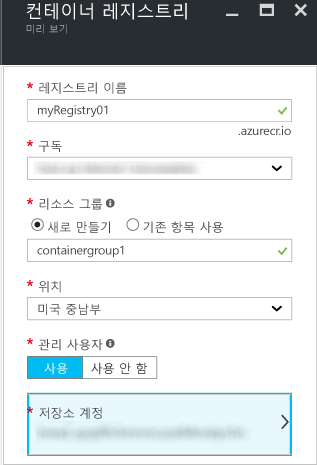 컨테이너 레지스트리
미리 보기
* 레지스트리 이름
myRegistry01
.azurecr.io
* 구독
* 리소스 그룹
새로 만들기 기존 항목 사용
containergroup1
* 위치
미국 중남부
* 관리 사용자
사용 사용 안 함
* 저장소 계정